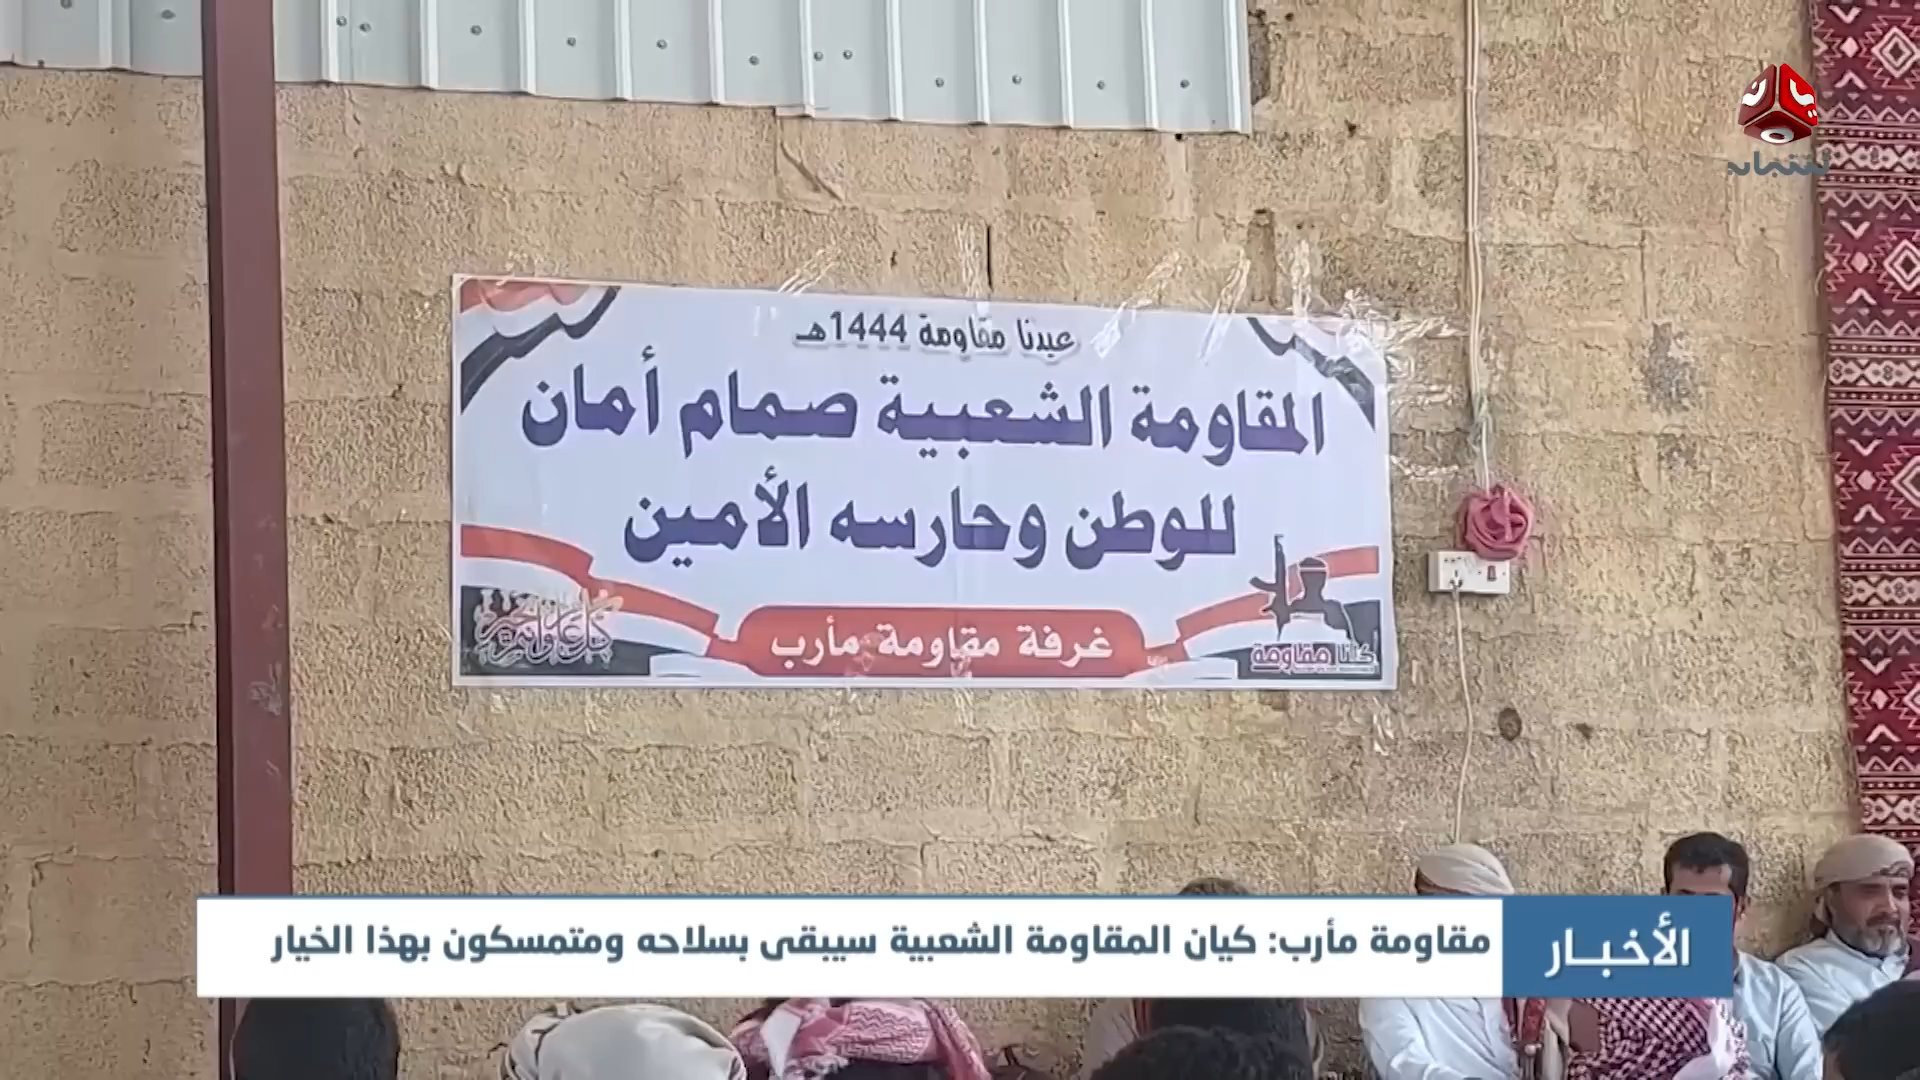 يمن شباب
عيدنا مقاومة 1444هـ
المقاومة الشعبية صمام أمان
للوطن وحارسه الأمين
غرفة مقاومة مأرب
كلنا مقاومة
الأخبار
مقاومة مأرب: كيان المقاومة الشعبية سيبقى بسلاحه ومتمسكون بهذا الخيار